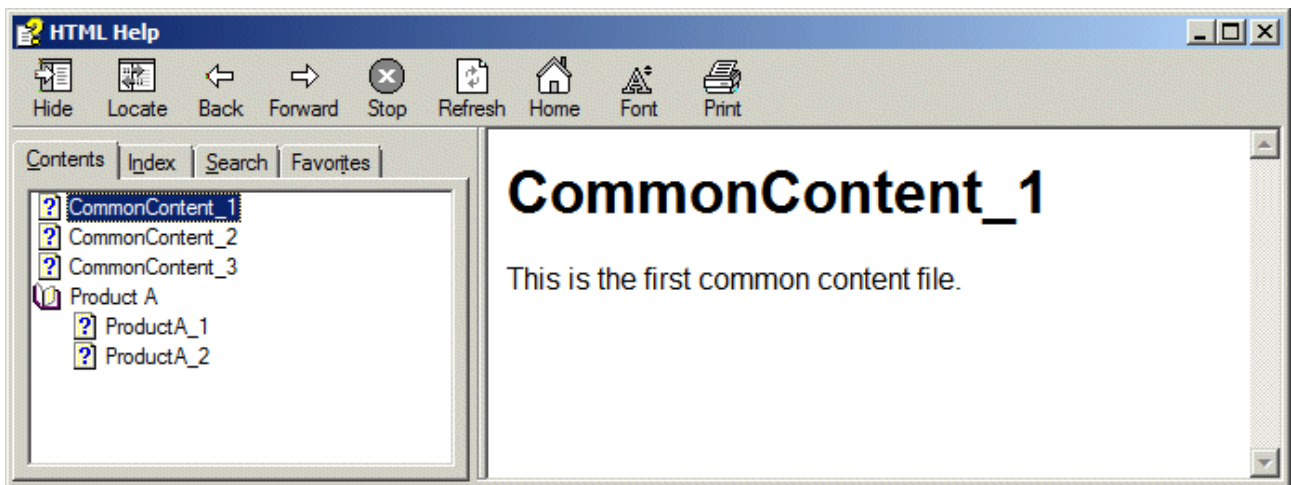 HTML Help
Hide Locate Back Forward Stop Refresh Home Font Print
Contents Index Search Favorites
CommonContent_1
CommonContent_2
CommonContent_3
Product A
ProductA_1
ProductA_2
CommonContent_1
This is the first common content file.